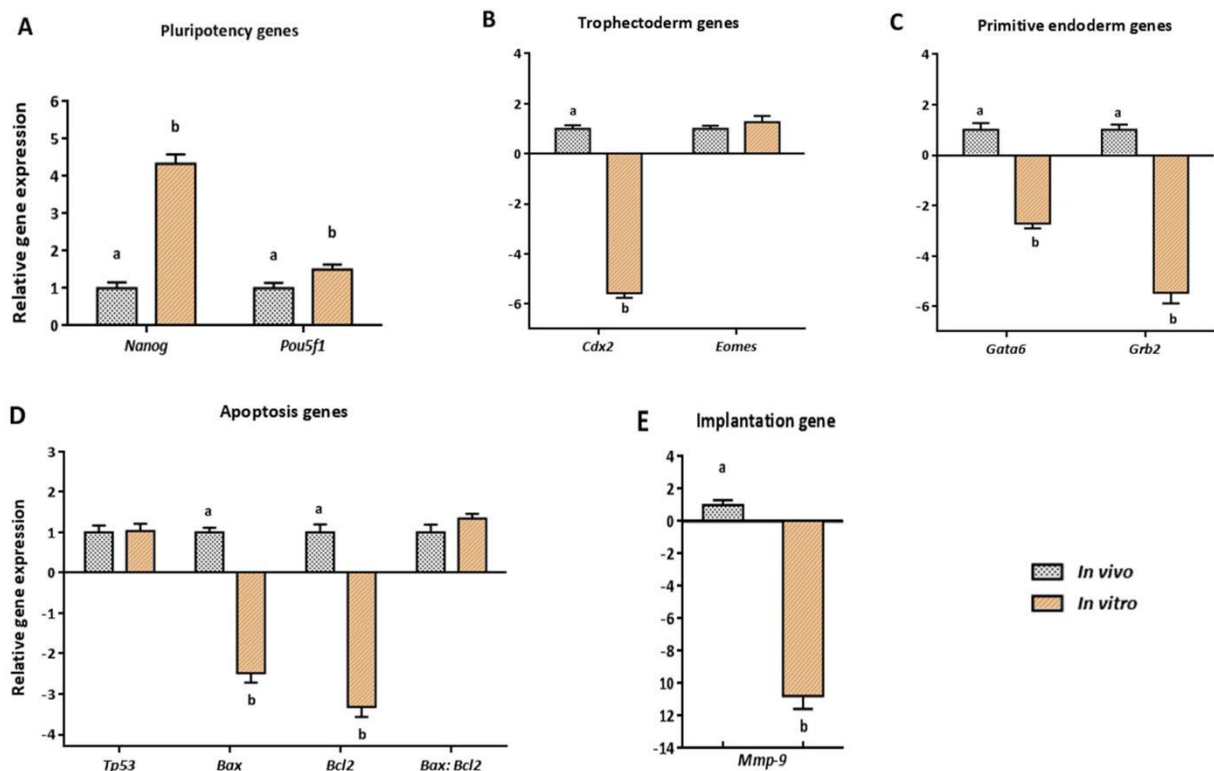 A
Pluripotency genes
Relative gene expression
6
5
4
3
2
1
0
a
b
a
b
Nanog
Pou5f1
B
Trophectoderm genes
4
2
0
-2
-4
-6
a
b
Cdx2
Eomes
C
Primitive endoderm genes
4
2
0
-2
-4
-6
a
b
a
b
Gata6
Grb2
D
Apoptosis genes
Relative gene expression
3
2
1
0
-1
-2
-3
-4
a
b
a
b
Tp53
Bax
Bcl2
Bax: Bcl2
E
Implantation gene
4
2
0
-2
-4
-6
-8
10
12
-14
a
b
Mmp-9
In vivo
In vitro